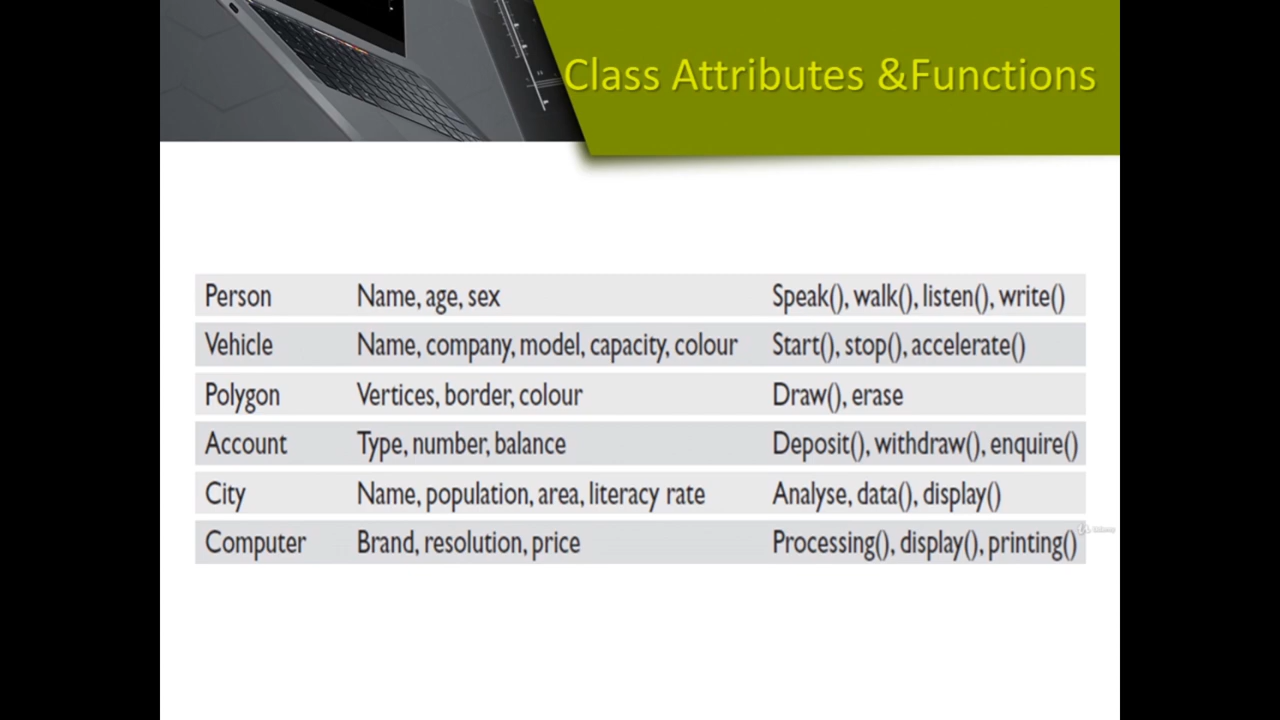 Class Attributes &Functions
Person Name, age, sex Speak(), walk(), listen(), write()
Vehicle Name, company, model, capacity, colour Start(), stop(), accelerate()
Polygon Vertices, border, colour Draw(), erase
Account Type, number, balance Deposit(), withdraw(), enquire()
City Name, population, area, literacy rate Analyse, data(), display()
Computer Brand, resolution, price Processing(), display(), printing()